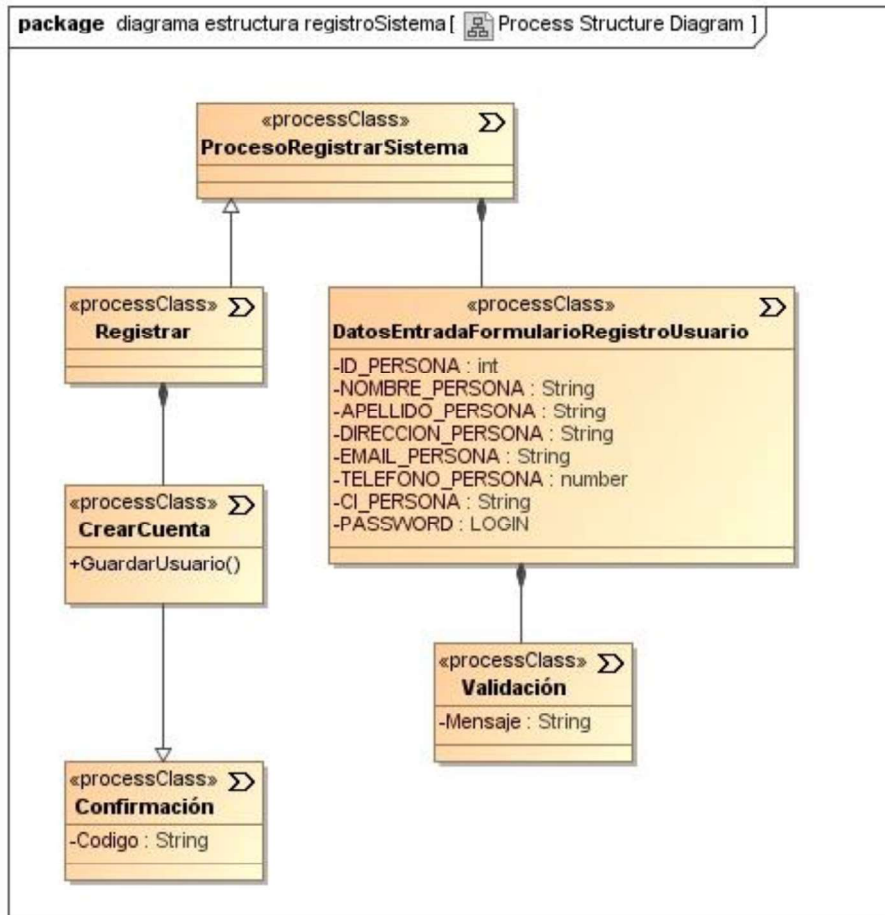 package diagrama estructura registroSistema [ Process Structure Diagram ]
«processClass»
ProcesoRegistrarSistema
«processClass»
Registrar
«processClass»
DatosEntradaFormularioRegistroUsuario
-ID_PERSONA : int
-NOMBRE_PERSONA : String
-APELLIDO_PERSONA : String
-DIRECCION_PERSONA : String
-EMAIL_PERSONA : String
-TELEFONO_PERSONA : number
-CI_PERSONA : String
-PASSWORD : LOGIN
«processClass»
CrearCuenta
+GuardarUsuario()
«processClass»
Validación
-Mensaje : String
«processClass»
Confirmación
-Codigo : String